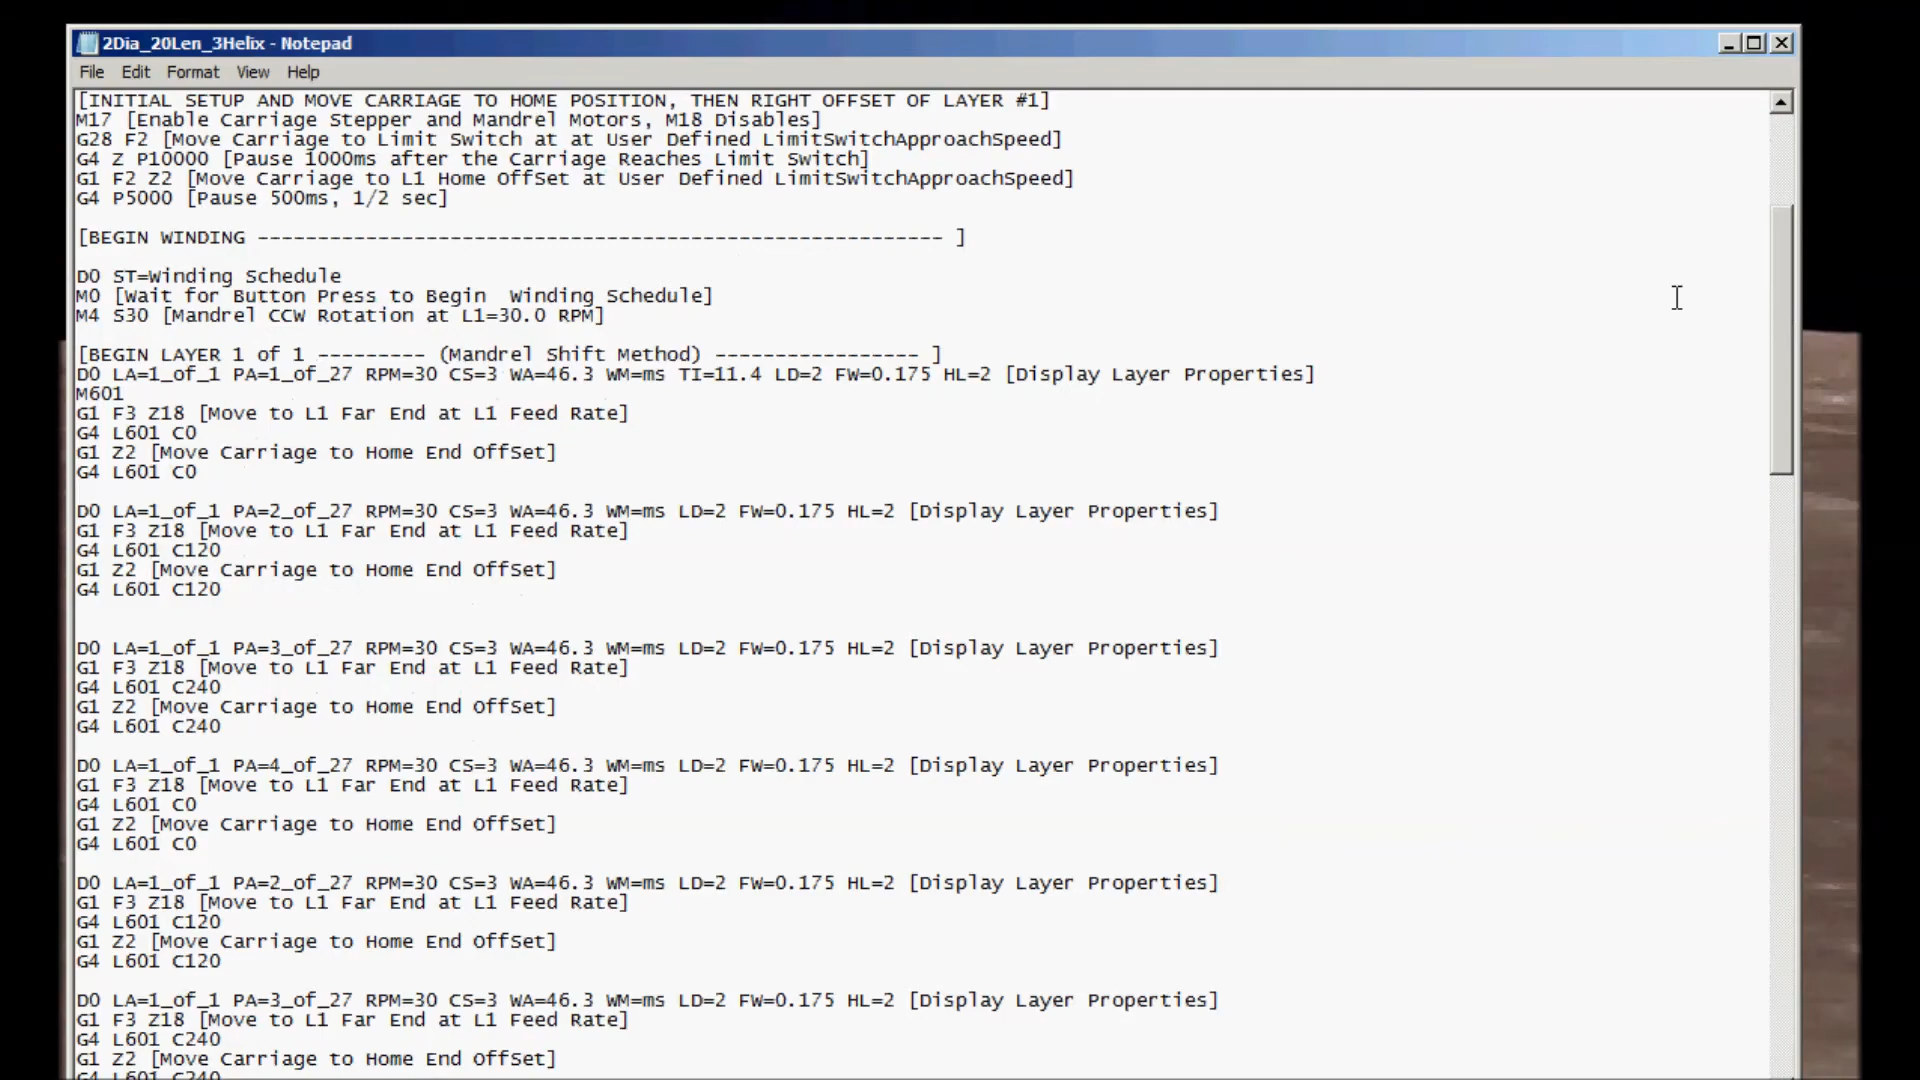 2Dia_20Len_3Helix - Notepad
File Edit Format View Help
[INITIAL SETUP AND MOVE CARRIAGE TO HOME POSITION, THEN RIGHT OFFSET OF LAYER #1]
M17 [Enable Carriage Stepper and Mandrel Motors, M18 Disables]
G28 F2 [Move Carriage to Limit Switch at at User Defined LimitSwitchApproachSpeed]
G4 Z P10000 [Pause 1000ms after the Carriage Reaches Limit Switch]
G1 F2 Z2 [Move Carriage to L1 Home OffSet at User Defined LimitSwitchApproachSpeed]
G4 P5000 [Pause 500ms, 1/2 sec]
[BEGIN WINDING --------------------------------------------------------- ]
D0 ST=Winding Schedule
M0 [Wait for Button Press to Begin  Winding Schedule]
M4 S30 [Mandrel CCW Rotation at L1=30.0 RPM]
[BEGIN LAYER 1 of 1 --------- (Mandrel Shift Method) ----------------- ]
D0 LA=1_of_1 PA=1_of_27 RPM=30 CS=3 WA=46.3 WM=ms TI=11.4 LD=2 FW=0.175 HL=2 [Display Layer Properties]
M601
G1 F3 Z18 [Move to L1 Far End at L1 Feed Rate]
G4 L601 C0
G1 Z2 [Move Carriage to Home End OffSet]
G4 L601 C0
D0 LA=1_of_1 PA=2_of_27 RPM=30 CS=3 WA=46.3 WM=ms LD=2 FW=0.175 HL=2 [Display Layer Properties]
G1 F3 Z18 [Move to L1 Far End at L1 Feed Rate]
G4 L601 C120
G1 Z2 [Move Carriage to Home End OffSet]
G4 L601 C120
D0 LA=1_of_1 PA=3_of_27 RPM=30 CS=3 WA=46.3 WM=ms LD=2 FW=0.175 HL=2 [Display Layer Properties]
G1 F3 Z18 [Move to L1 Far End at L1 Feed Rate]
G4 L601 C240
G1 Z2 [Move Carriage to Home End OffSet]
G4 L601 C240
D0 LA=1_of_1 PA=4_of_27 RPM=30 CS=3 WA=46.3 WM=ms LD=2 FW=0.175 HL=2 [Display Layer Properties]
G1 F3 Z18 [Move to L1 Far End at L1 Feed Rate]
G4 L601 C0
G1 Z2 [Move Carriage to Home End OffSet]
G4 L601 C0
D0 LA=1_of_1 PA=2_of_27 RPM=30 CS=3 WA=46.3 WM=ms LD=2 FW=0.175 HL=2 [Display Layer Properties]
G1 F3 Z18 [Move to L1 Far End at L1 Feed Rate]
G4 L601 C120
G1 Z2 [Move Carriage to Home End OffSet]
G4 L601 C120
D0 LA=1_of_1 PA=3_of_27 RPM=30 CS=3 WA=46.3 WM=ms LD=2 FW=0.175 HL=2 [Display Layer Properties]
G1 F3 Z18 [Move to L1 Far End at L1 Feed Rate]
G4 L601 C240
G1 Z2 [Move Carriage to Home End OffSet]
G4 L601 C240